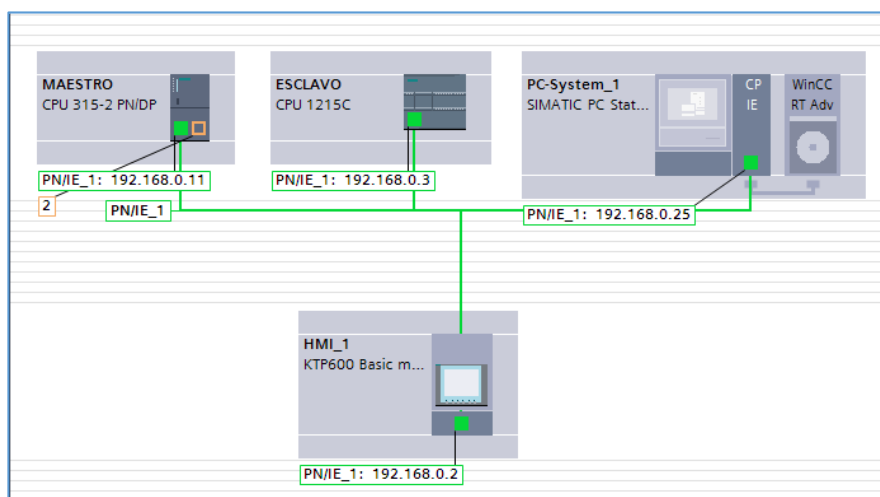 MAESTRO
CPU 315-2 PN/DP
ESCLAVO
CPU 1215C
PC-System_1
SIMATIC PC Stat...
CP
IE
WinCC
RT Adv
PN/IE_1: 192.168.0.11
PN/IE_1: 192.168.0.3
2
PN/IE_1
PN/IE_1: 192.168.0.25
HMI_1
KTP600 Basic m...
PN/IE_1: 192.168.0.2